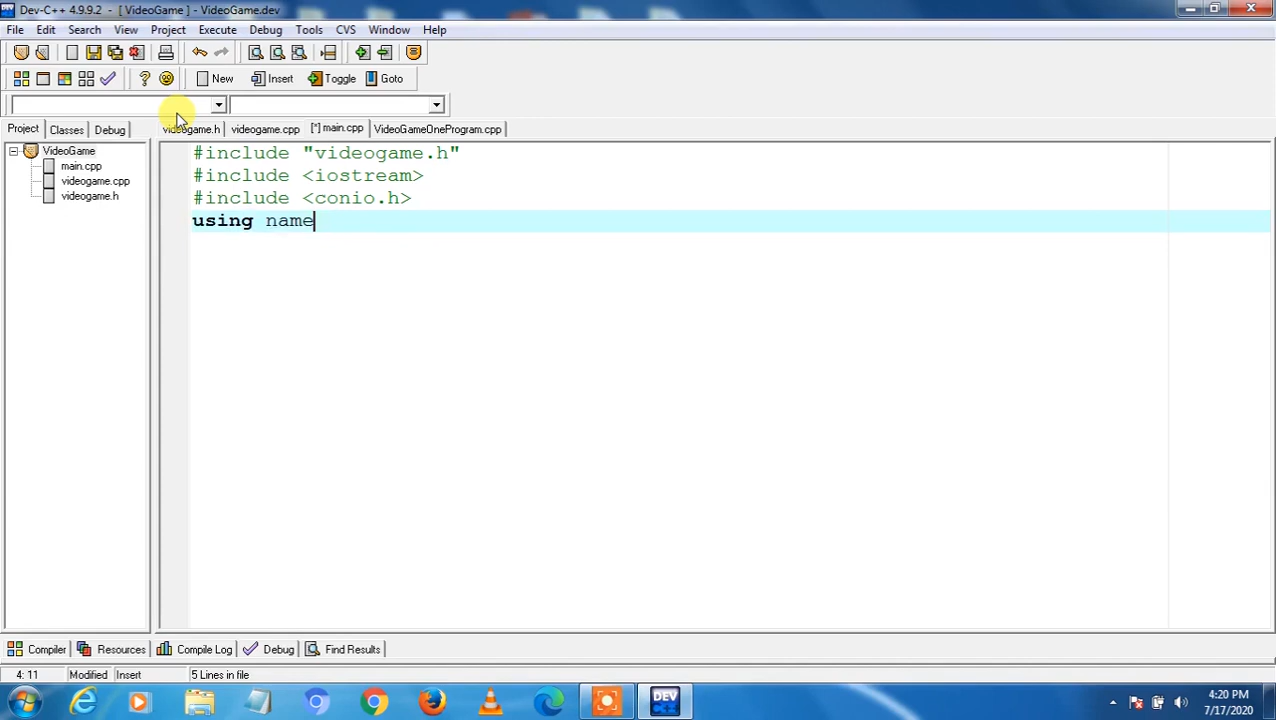 Dev-C++ 4.9.9.2 - [ VideoGame ] - VideoGame.dev
File Edit Search View Project Execute Debug Tools CVS Window Help
New Insert Toggle Goto
Project Classes Debug videogame.h videogame.cpp [*] main.cpp VideoGameOneProgram.cpp
VideoGame
main.cpp
videogame.cpp
videogame.h
#include "videogame.h"
#include <iostream>
#include <conio.h>
using name
Compiler Resources Compile Log Debug Find Results
4: 11 Modified Insert 5 Lines in file
DEV
C++
4:20 PM
7/17/2020